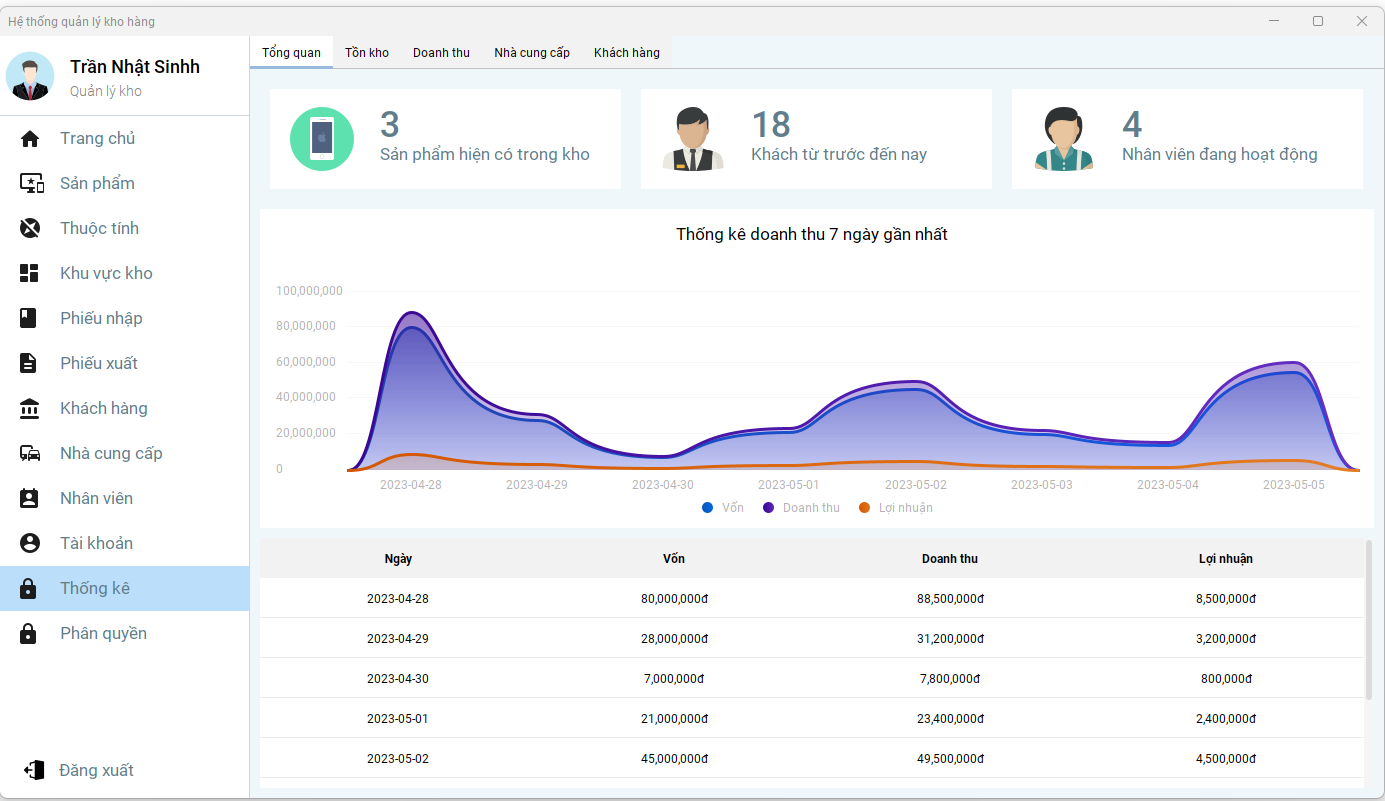 Hệ thống quản lý kho hàng
Trần Nhật Sinhh
Quản lý kho
Trang chủ
Sản phẩm
Thuộc tính
Khu vực kho
Phiếu nhập
Phiếu xuất
Khách hàng
Nhà cung cấp
Nhân viên
Tài khoản
Thống kê
Phân quyền
Đăng xuất
Tổng quan Tồn kho Doanh thu Nhà cung cấp Khách hàng
3
Sản phẩm hiện có trong kho
18
Khách từ trước đến nay
4
Nhân viên đang hoạt động
Thống kê doanh thu 7 ngày gần nhất
100,000,000
80,000,000
60,000,000
40,000,000
20,000,000
0
2023-04-28 2023-04-29 2023-04-30 2023-05-01 2023-05-02 2023-05-03 2023-05-04 2023-05-05
Vốn Doanh thu Lợi nhuận
Ngày Vốn Doanh thu Lợi nhuận
2023-04-28 80,000,000đ 88,500,000đ 8,500,000đ
2023-04-29 28,000,000đ 31,200,000đ 3,200,000đ
2023-04-30 7,000,000đ 7,800,000đ 800,000đ
2023-05-01 21,000,000đ 23,400,000đ 2,400,000đ
2023-05-02 45,000,000đ 49,500,000đ 4,500,000đ